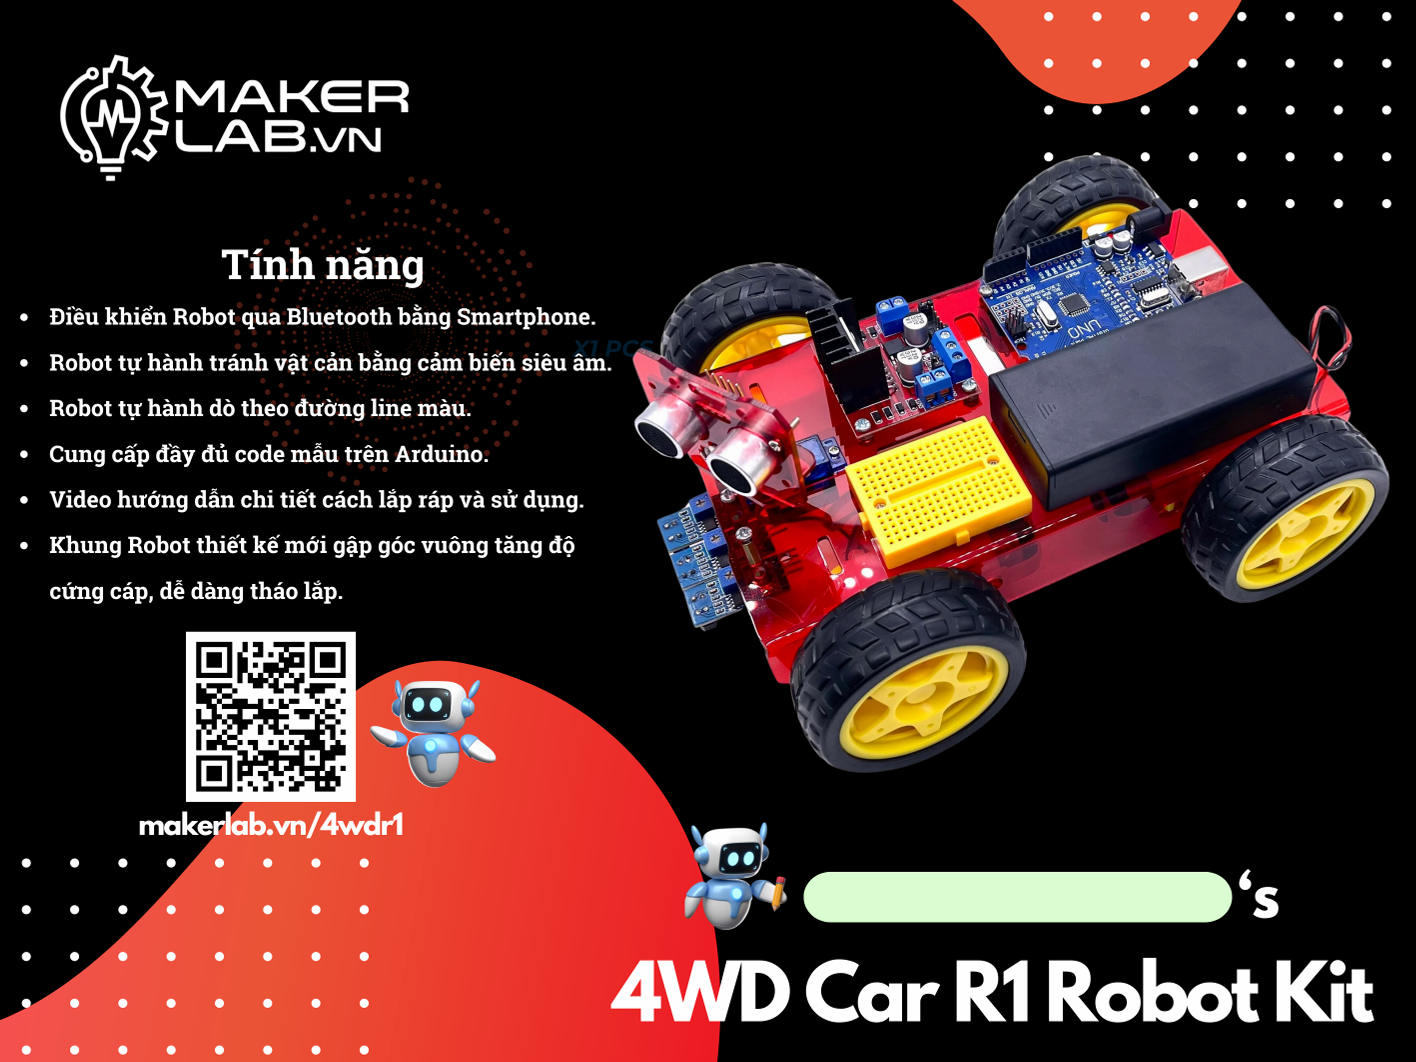 MAKER
LAB.VN
Tính năng
• Điều khiển Robot qua Bluetooth bằng Smartphone.
• Robot tự hành tránh vật cản bằng cảm biến siêu âm.
X1 PCS
• Robot tự hành dò theo đường line màu.
• Cung cấp đầy đủ code mẫu trên Arduino.
• Video hướng dẫn chi tiết cách lắp ráp và sử dụng.
• Khung Robot thiết kế mới gập góc vuông tăng độ
cứng cáp, dễ dàng tháo lắp.
UNO
makerlab.vn/4wdr1
‘s
4WD Car R1 Robot Kit